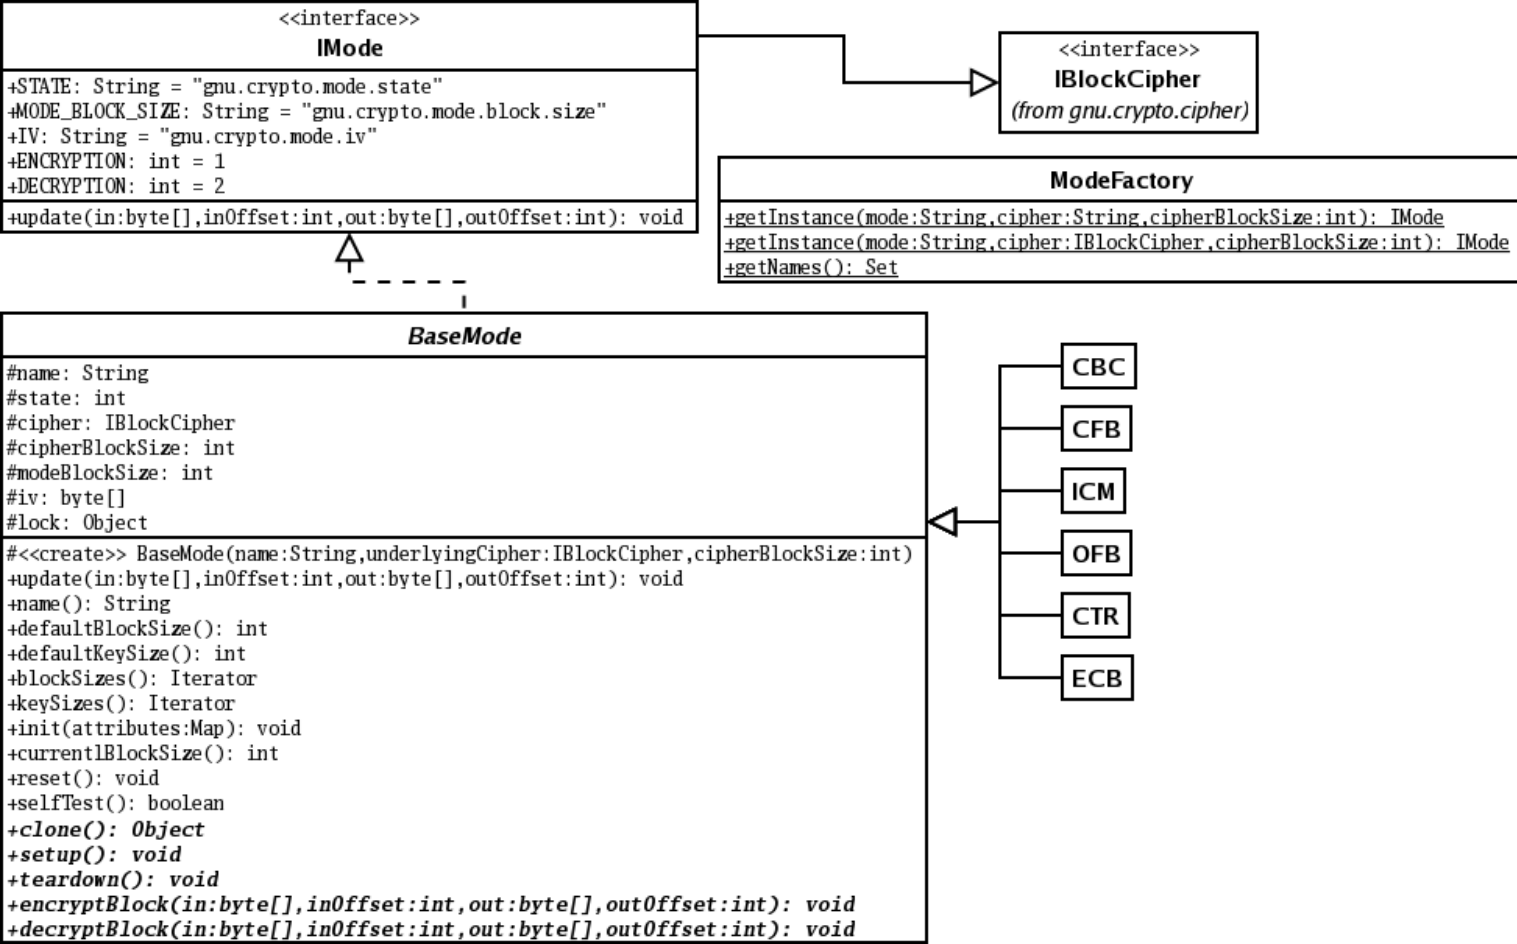 <<interface>>
IMode
+STATE: String = "gnu.crypto.mode.state"
+MODE_BLOCK_SIZE: String = "gnu.crypto.mode.block.size"
+IV: String = "gnu.crypto.mode.iv"
+ENCRYPTION: int = 1
+DECRYPTION: int = 2
+update(in:byte[],inOffset:int,out:byte[],outOffset:int): void
<<interface>>
IBlockCipher
(from gnu.crypto.cipher)
ModeFactory
+getInstance(mode:String,cipher:String,cipherBlockSize:int): IMode
+getInstance(mode:String,cipher:IBlockCipher,cipherBlockSize:int): IMode
+getNames(): Set
BaseMode
#name: String
#state: int
#cipher: IBlockCipher
#cipherBlockSize: int
#modeBlockSize: int
#iv: byte[]
#lock: Object
#<<create>> BaseMode(name:String,underlyingCipher:IBlockCipher,cipherBlockSize:int)
+update(in:byte[],inOffset:int,out:byte[],outOffset:int): void
+name(): String
+defaultBlockSize(): int
+defaultKeySize(): int
+blockSizes(): Iterator
+keySizes(): Iterator
+init(attributes:Map): void
+currentlBlockSize(): int
+reset(): void
+selfTest(): boolean
+clone(): Object
+setup(): void
+teardown(): void
+encryptBlock(in:byte[],inOffset:int,out:byte[],outOffset:int): void
+decryptBlock(in:byte[],inOffset:int,out:byte[],outOffset:int): void
CBC
CFB
ICM
OFB
CTR
ECB